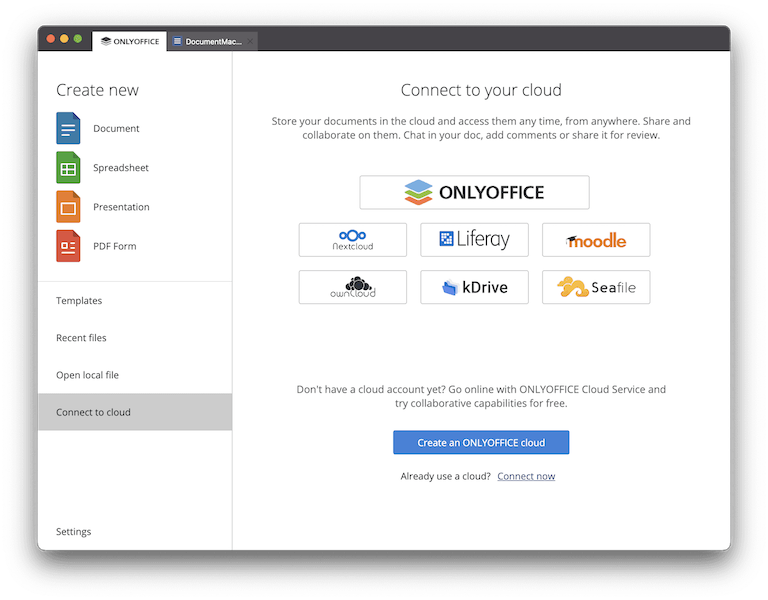 ONLYOFFICE
DocumentMac...
Create new
Document
Spreadsheet
Presentation
PDF Form
Templates
Recent files
Open local file
Connect to cloud
Settings
Connect to your cloud
Store your documents in the cloud and access them any time, from anywhere. Share and
collaborate on them. Chat in your doc, add comments or share it for review.
ONLYOFFICE
Nextcloud
Liferay
moodle
ownCloud
kDrive
Seafile
Don't have a cloud account yet? Go online with ONLYOFFICE Cloud Service and
try collaborative capabilities for free.
Create an ONLYOFFICE cloud
Already use a cloud? Connect now